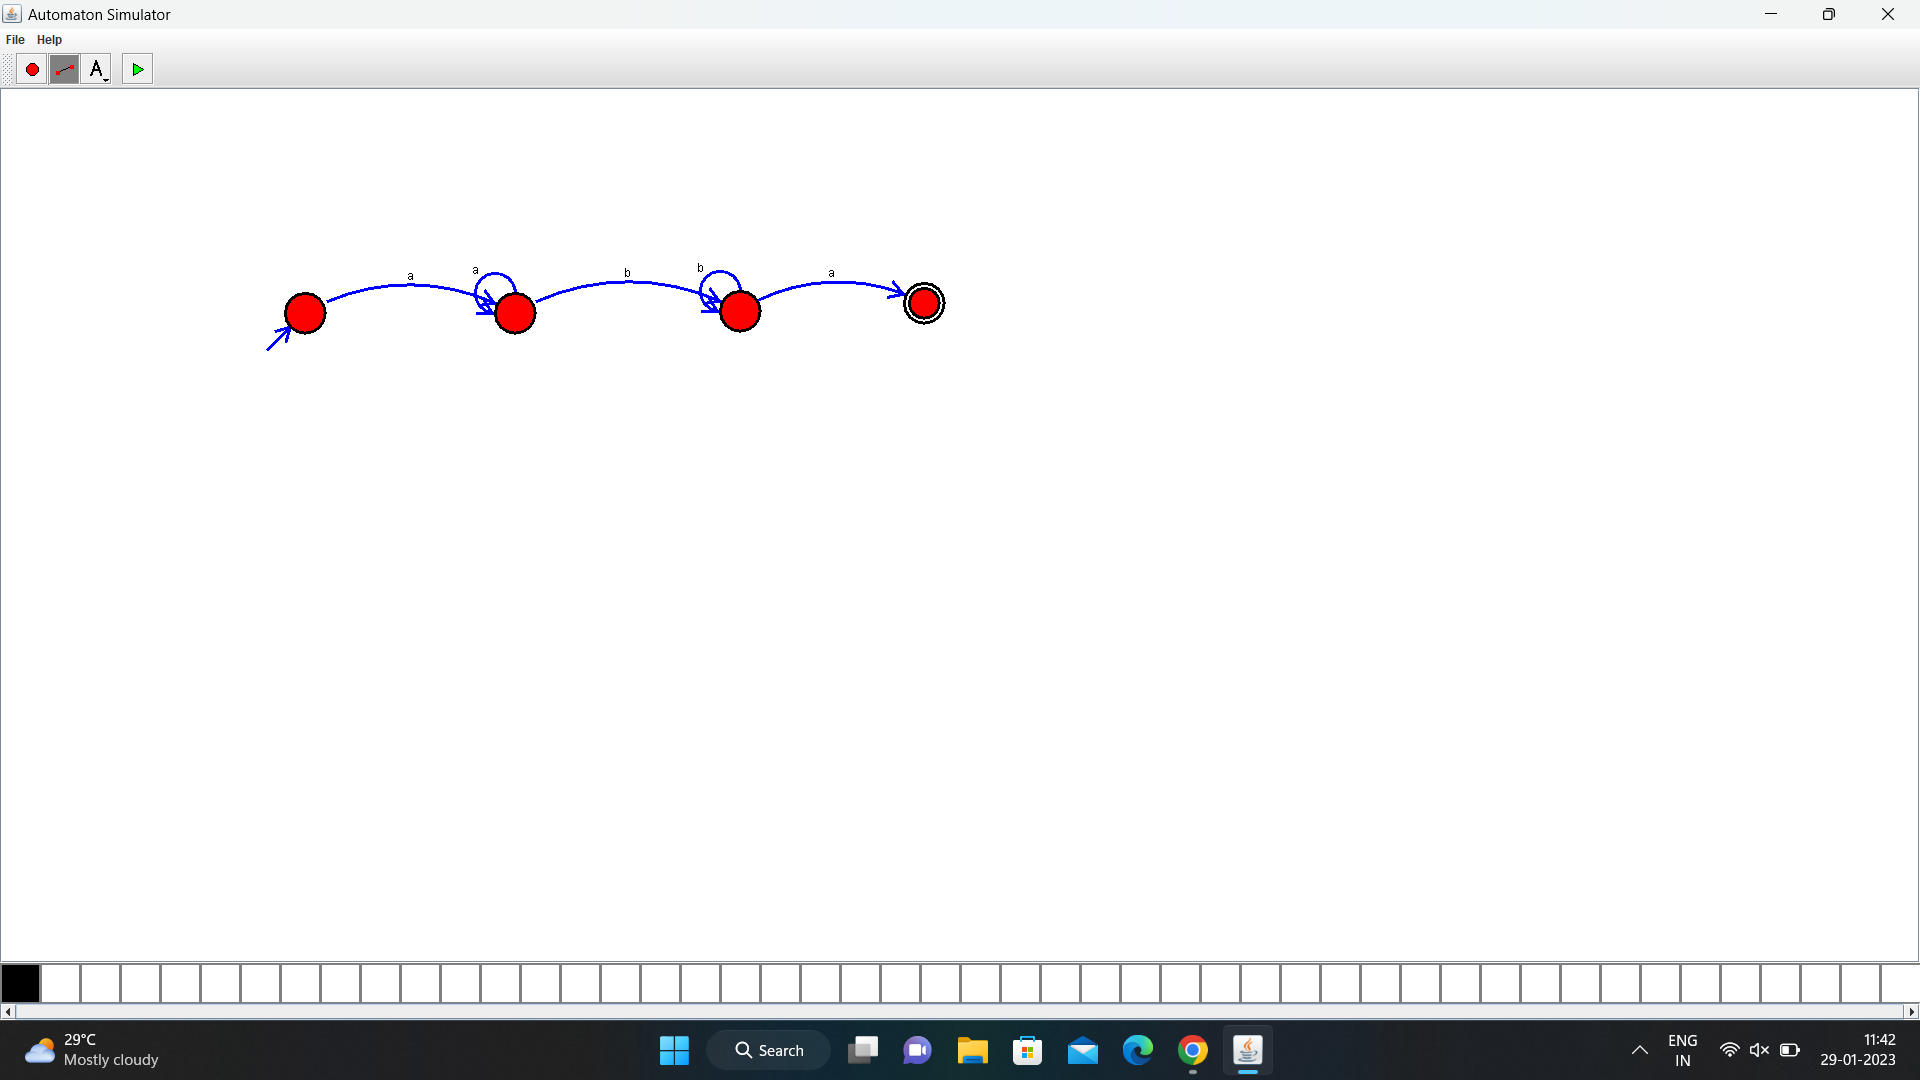 Automaton Simulator
File Help
A
a a b b a
29°C
Mostly cloudy
Search
ENG
IN
11:42
29-01-2023